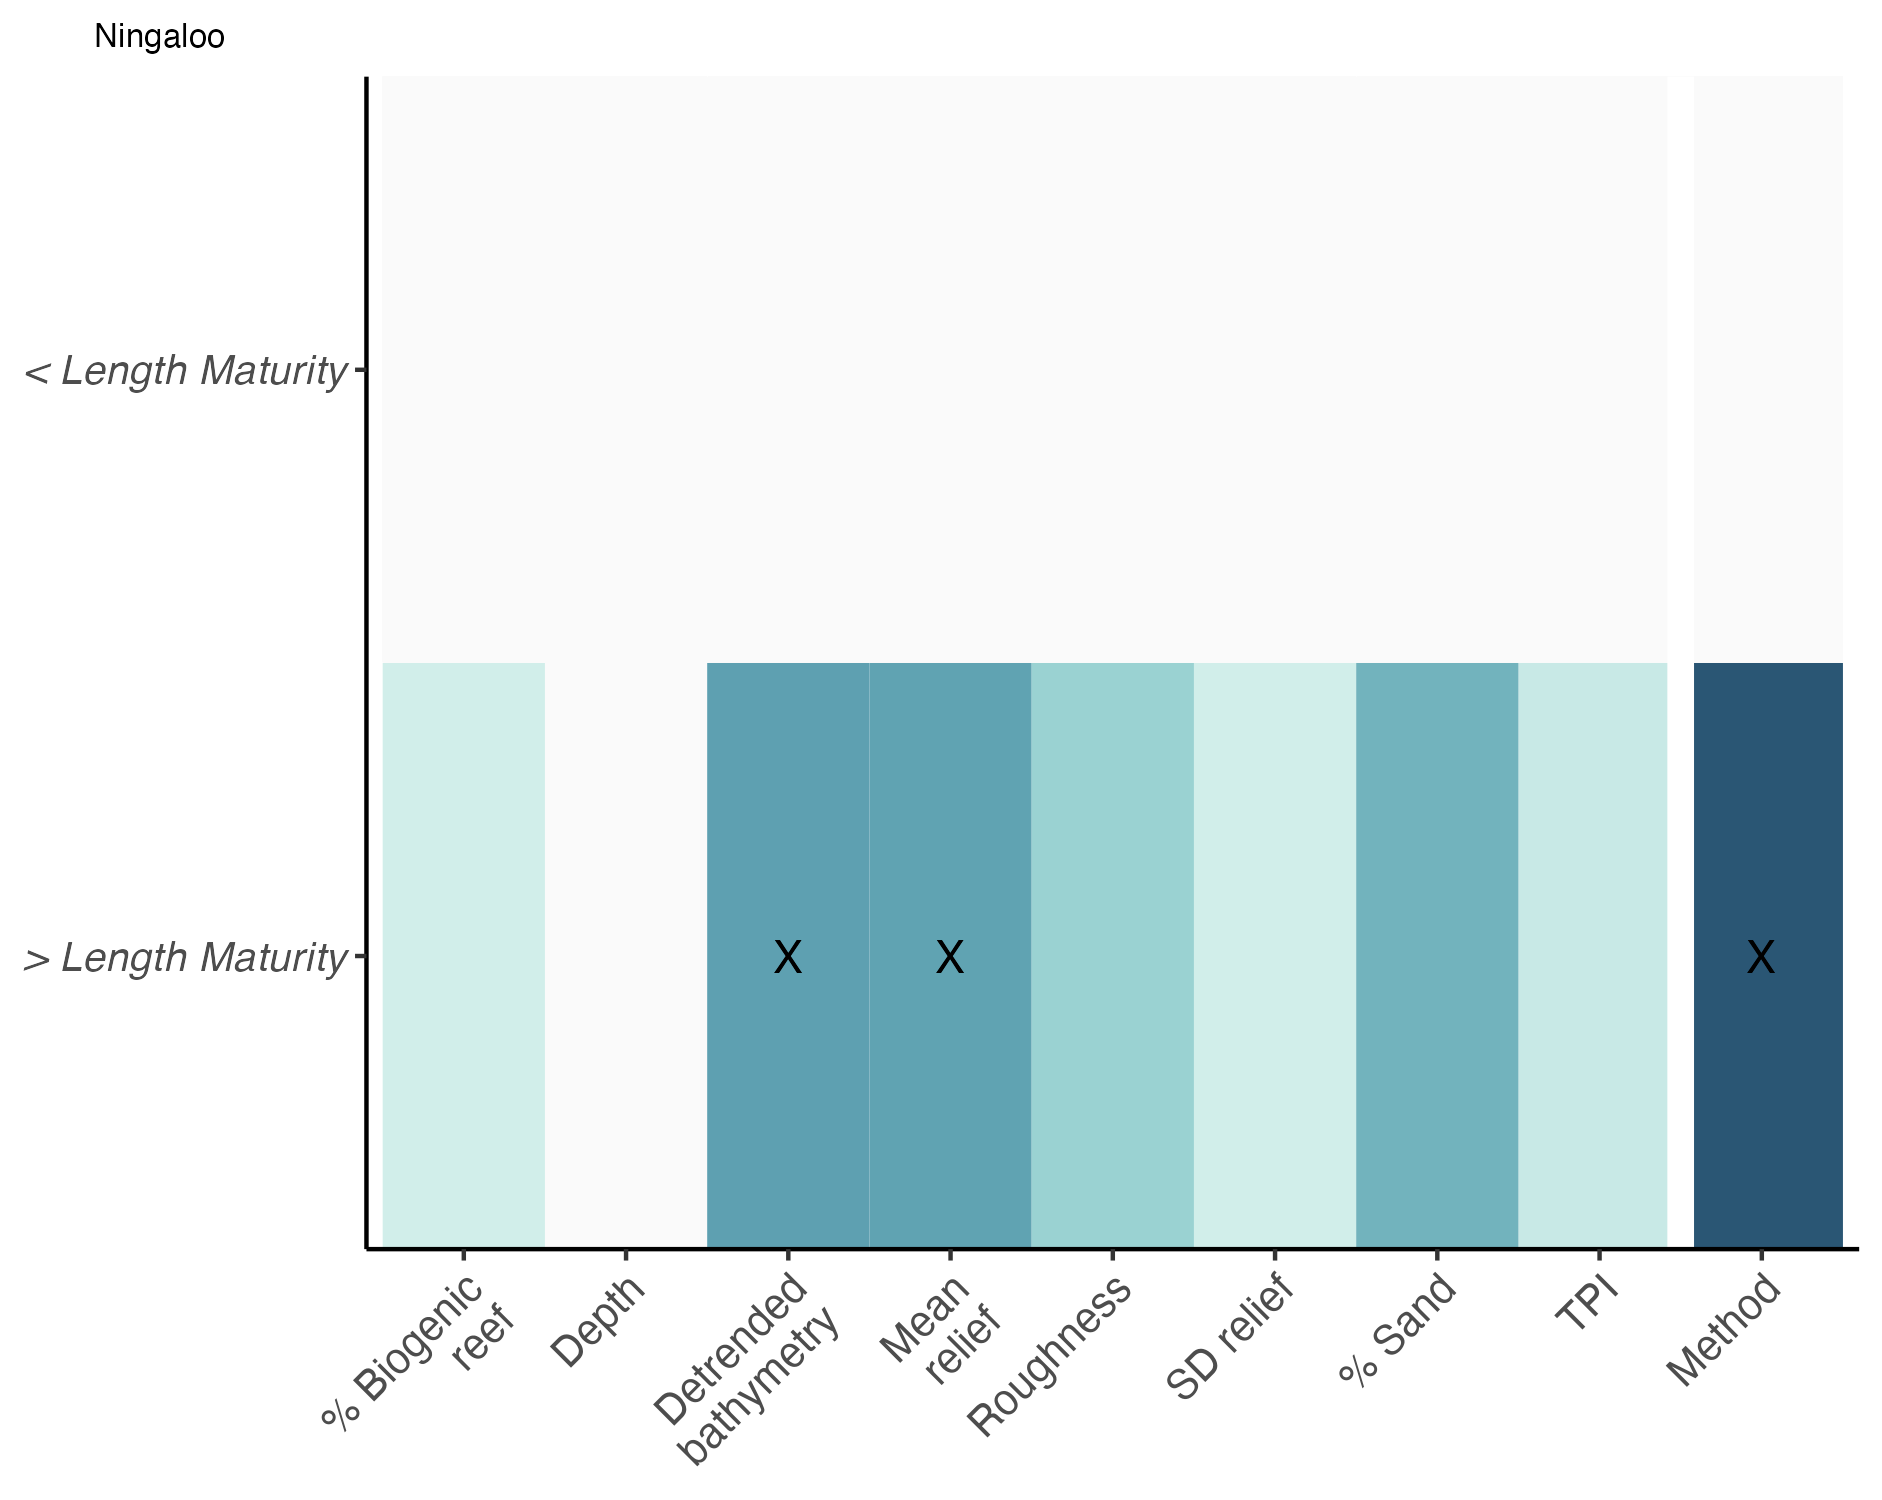 Ningaloo
< Length Maturity
> Length Maturity
X X X
% Biogenic
reef
Depth
Detrended
bathymetry
Mean
relief
Roughness
SD relief
% Sand
TPI
Method